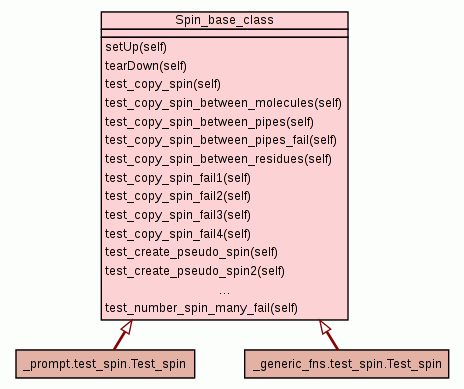 Spin_base_class
setUp(self)
tearDown(self)
test_copy_spin(self)
test_copy_spin_between_molecules(self)
test_copy_spin_between_pipes(self)
test_copy_spin_between_pipes_fail(self)
test_copy_spin_between_residues(self)
test_copy_spin_fail1(self)
test_copy_spin_fail2(self)
test_copy_spin_fail3(self)
test_copy_spin_fail4(self)
test_create_pseudo_spin(self)
test_create_pseudo_spin2(self)
...
test_number_spin_many_fail(self)
_prompt.test_spin.Test_spin
_generic_fns.test_spin.Test_spin